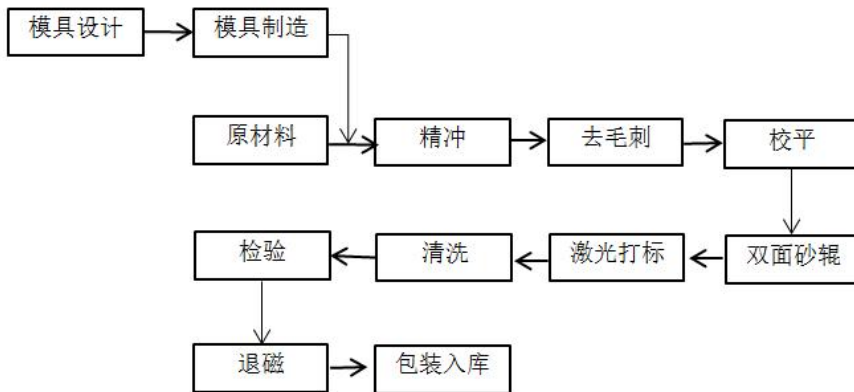 模具设计
模具制造
原材料
精冲
去毛刺
校平
双面砂辊
激光打标
清洗
检验
退磁
包装入库